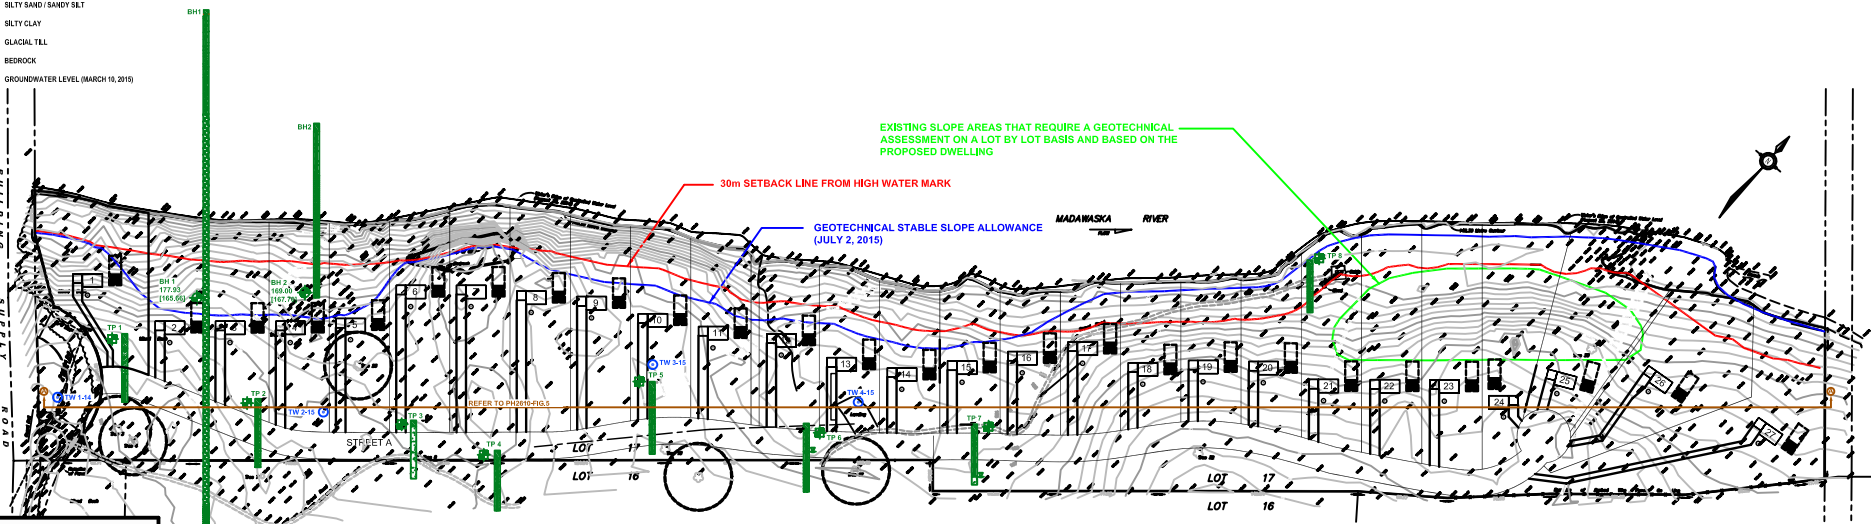 SILTY SAND / SANDY SILT
SILTY CLAY
GLACIAL TILL
BEDROCK
GROUNDWATER LEVEL (MARCH 10, 2015)
BH1
BH2
EXISTING SLOPE AREAS THAT REQUIRE A GEOTECHNICAL
ASSESSMENT ON A LOT BY LOT BASIS AND BASED ON THE
PROPOSED DWELLING
30m SETBACK LINE FROM HIGH WATER MARK
GEOTECHNICAL STABLE SLOPE ALLOWANCE
(JULY 2, 2015)
MADAWASKA RIVER
BH 1
177.93
[165.66]
BH 2
169.00
TP 8
1
2
5
6
8
9
10
11
13
14
15
16
17
18
19
20
21
22
23
24
25
26
27
TP 1
TW 1-14
TP 2
TW 2-15
TP 3
TP 4
TW 3-15
TP 5
TW 4-15
TP 6
TP 7
REFER TO PH2610-FIG.5
STREET A
LOT 17
LOT 16
LOT 17
LOT 16
SUPPLY
ROAD